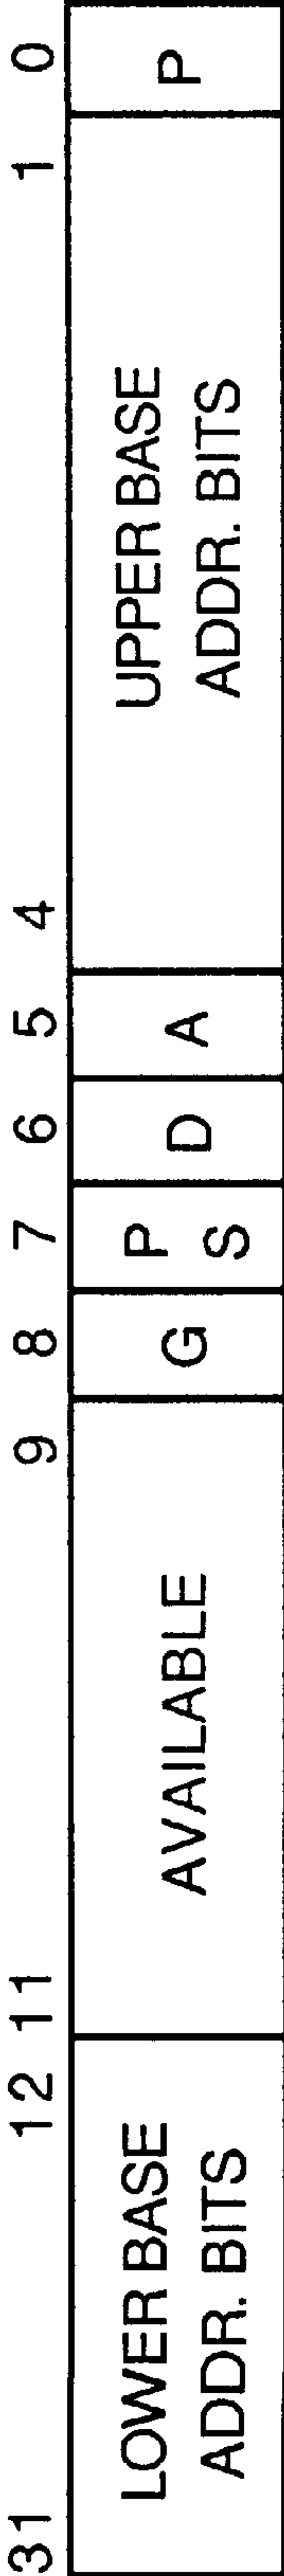 31 12 11 9 8 7 6 5 4 1 0
LOWER BASE
ADDR. BITS
AVAILABLE
G
P
S
D
A
UPPER BASE
ADDR. BITS
P